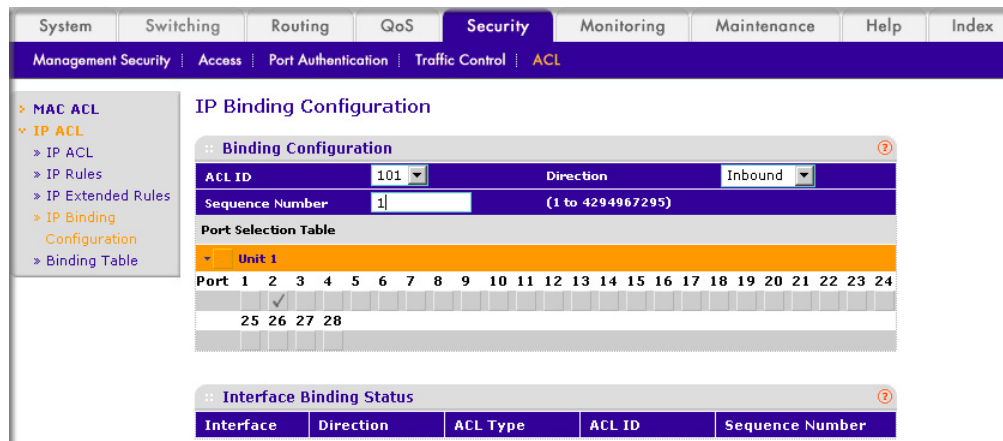 System Switching Routing QoS Security Monitoring Maintenance Help Index
Management Security Access Port Authentication Traffic Control ACL
MAC ACL
IP ACL
» IP ACL
» IP Rules
» IP Extended Rules
» IP Binding
Configuration
» Binding Table
IP Binding Configuration
Binding Configuration
ACL ID 101 Direction Inbound
Sequence Number 1 (1 to 4294967295)
Port Selection Table
Unit 1
Port 1 2 3 4 5 6 7 8 9 10 11 12 13 14 15 16 17 18 19 20 21 22 23 24
25 26 27 28
Interface Binding Status
Interface Direction ACL Type ACL ID Sequence Number